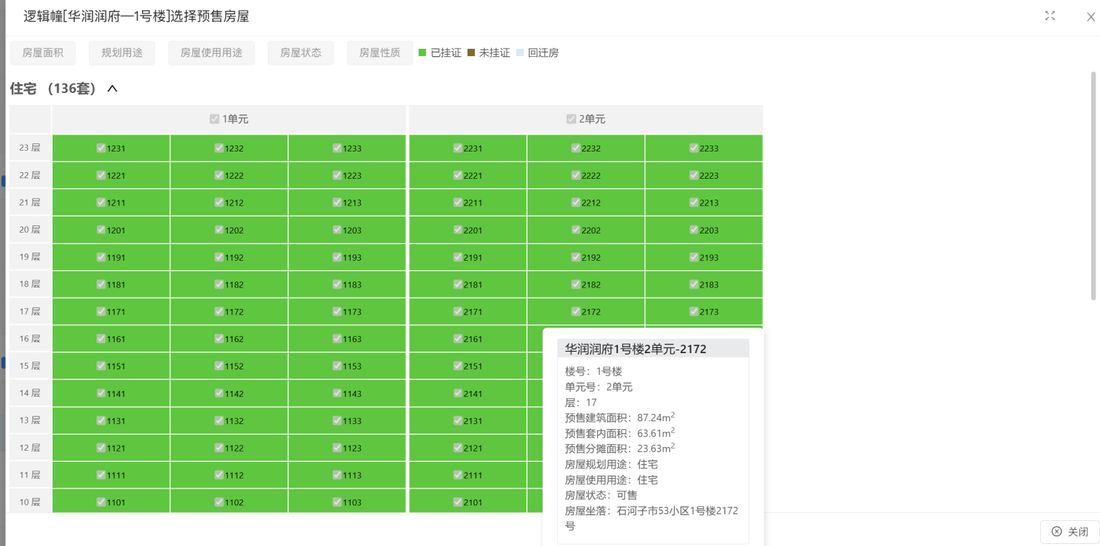 逻辑幢[华润润府—1号楼]选择预售房屋
房屋面积 规划用途 房屋使用用途 房屋状态 房屋性质 已挂证 未挂证 回迁房
住宅 （136套）
1单元 2单元
23 层 1231 1232 1233 2231 2232 2233
22 层 1221 1222 1223 2221 2222 2223
21 层 1211 1212 1213 2211 2212 2213
20 层 1201 1202 1203 2201 2202 2203
19 层 1191 1192 1193 2191 2192 2193
18 层 1181 1182 1183 2181 2182 2183
17 层 1171 1172 1173 2171 2172 2173
16 层 1161 1162 1163 2161
15 层 1151 1152 1153 2151
14 层 1141 1142 1143 2141
13 层 1131 1132 1133 2131
12 层 1121 1122 1123 2121
11 层 1111 1112 1113 2111
10 层 1101 1102 1103 2101
华润润府1号楼2单元-2172
楼号：1号楼
单元号：2单元
层：17
预售建筑面积：87.24m²
预售套内面积：63.61m²
预售分摊面积：23.63m²
房屋规划用途：住宅
房屋使用用途：住宅
房屋状态：可售
房屋坐落：石河子市53小区1号楼2172
号
关闭